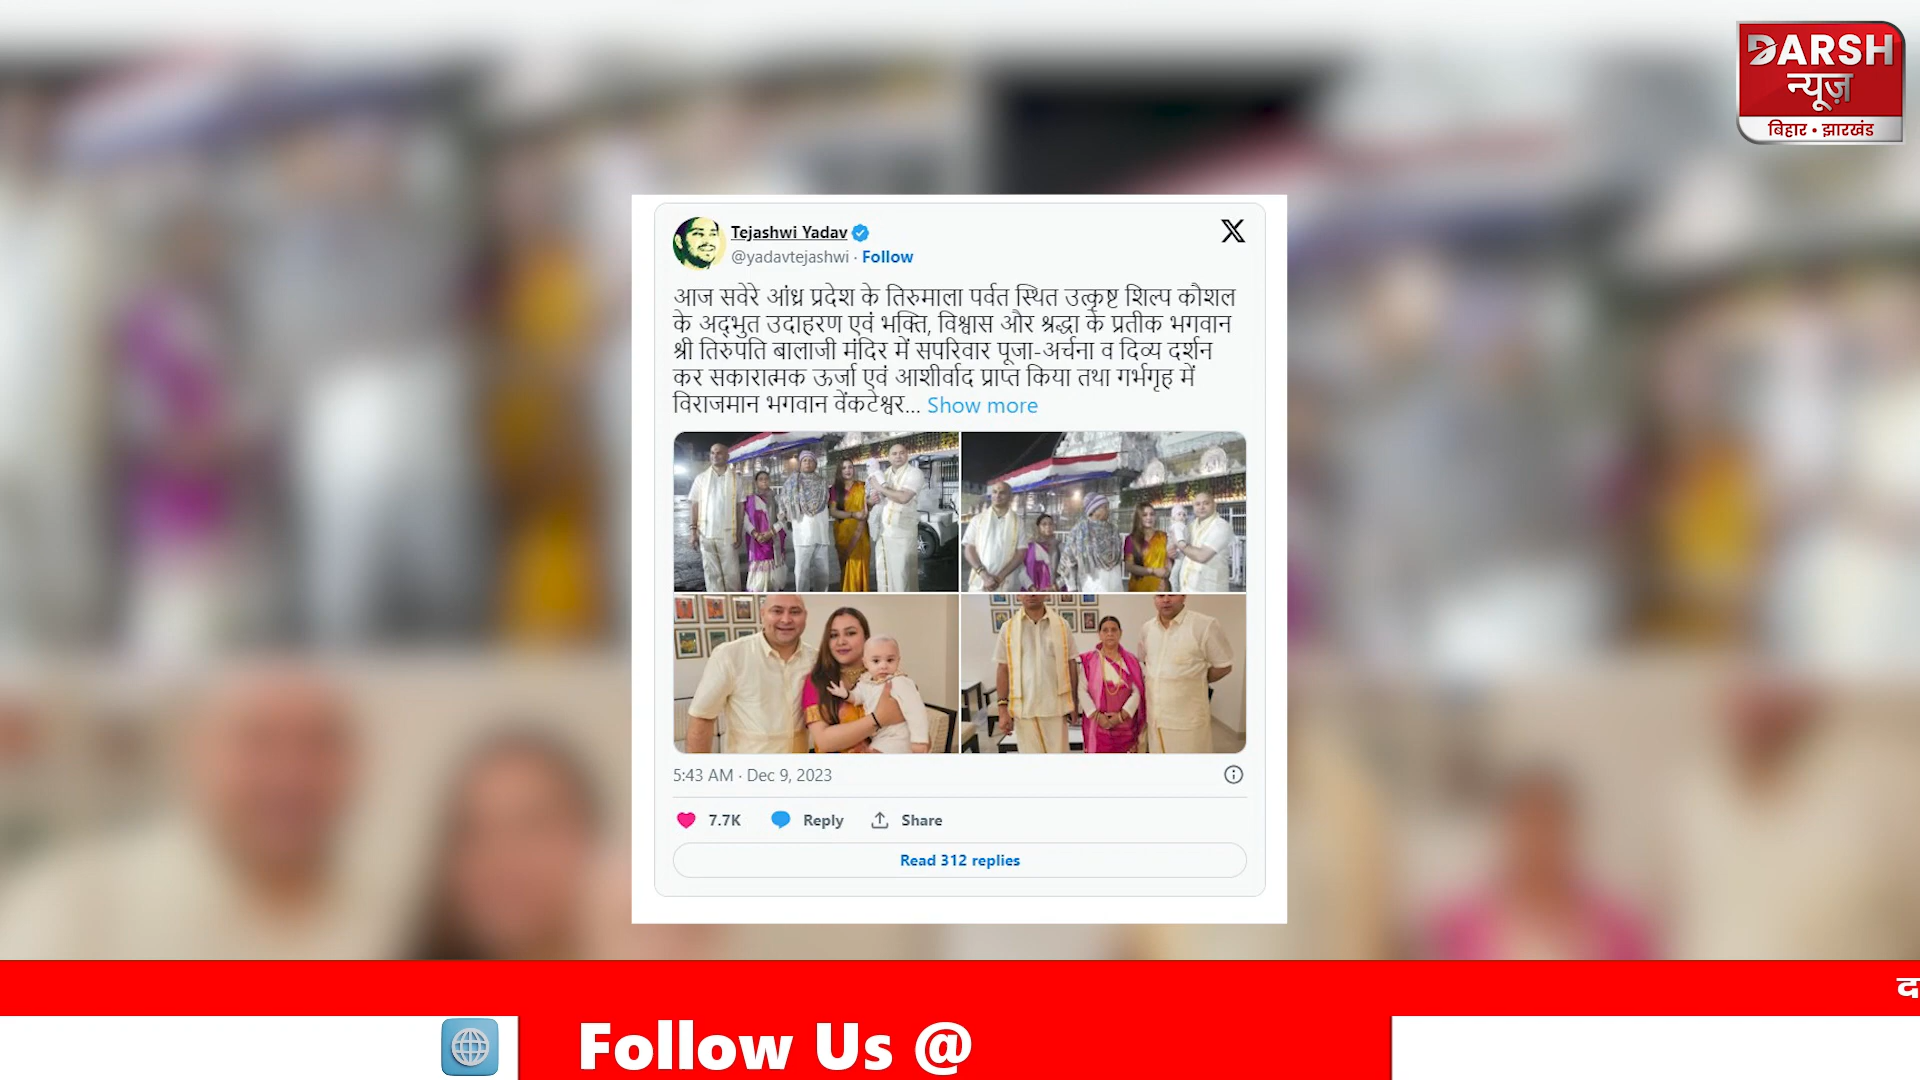 DARSH
न्यूज़
बिहार • झारखंड
Tejashwi Yadav
@yadavtejashwi · Follow
X
आज सवेरे आंध्र प्रदेश के तिरुमाला पर्वत स्थित उत्कृष्ट शिल्प कौशल
के अद्भुत उदाहरण एवं भक्ति, विश्वास और श्रद्धा के प्रतीक भगवान
श्री तिरुपति बालाजी मंदिर में सपरिवार पूजा-अर्चना व दिव्य दर्शन
कर सकारात्मक ऊर्जा एवं आशीर्वाद प्राप्त किया तथा गर्भगृह में
विराजमान भगवान वेंकटेश्वर... Show more
5:43 AM · Dec 9, 2023
7.7K Reply Share
Read 312 replies
Follow Us @